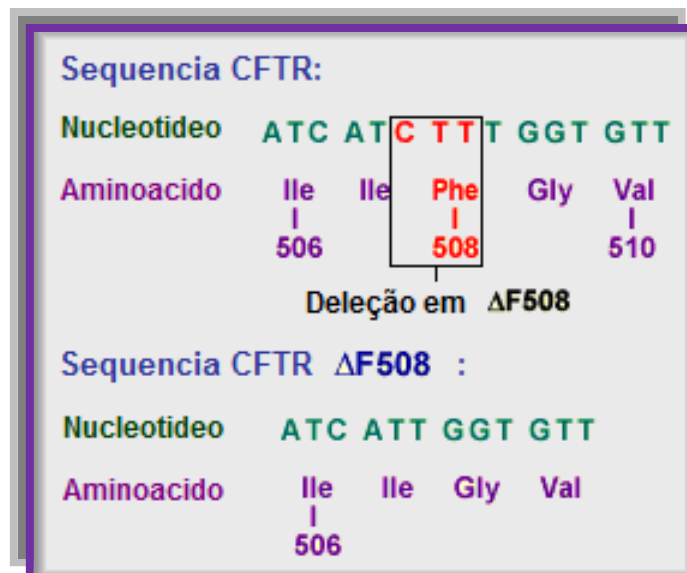 Sequencia CFTR:
Nucleotideo ATC ATC TTT GGT GTT
Aminoacido Ile Ile Phe Gly Val
506 508 510
Deleção em ΔF508
Sequencia CFTR ΔF508 :
Nucleotideo ATC ATT GGT GTT
Aminoacido Ile Ile Gly Val
506